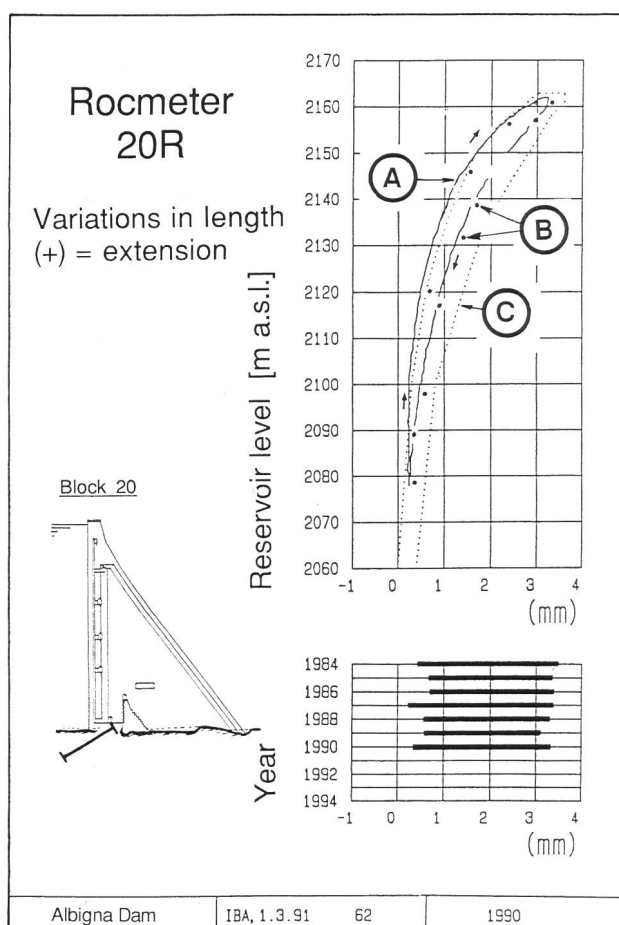 Rocmeter
20R
Variations in length
(+) = extension
Reservoir level [m a.s.l.]
2170
2160
2150
2140
2130
2120
2110
2100
2090
2080
2070
2060
-1 0 1 2 3 4
(mm)
A
B
C
Block 20
Year
1984
1986
1988
1990
1992
1994
-1 0 1 2 3 4
(mm)
Albigna Dam IBA, 1.3.91 62 1990